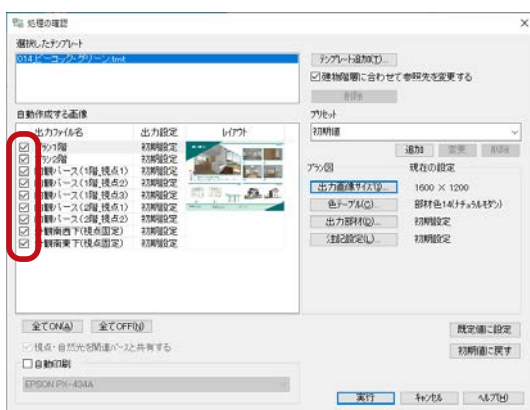 処理の確認
選択したテンプレート
014.ピーコック・グリーン.tmt
テンプレート追加(T)...
建物階層に合わせて参照先を変更する
削除
自動作成する画像
出力ファイル名 出力設定 レイアウト
プラン1階 初期設定
プラン2階 初期設定
内観パース(1階_視点1) 初期設定
内観パース(1階_視点2) 初期設定
内観パース(1階_視点3) 初期設定
内観パース(2階_視点1) 初期設定
内観パース(2階_視点2) 初期設定
外観南西下(視点固定) 初期設定
外観南東下(視点固定) 初期設定
プリセット
初期値
追加 変更 削除
プラン図 現在の設定
出力画像サイズ(P)... 1600 × 1200
色テーブル(C)... 部材色14(ナチュラルモダン)
出力部材(Q)... 初期設定
注記設定(L)... 初期設定
全てON(A) 全てOFF(N)
視点・自然光を関連パースと共有する
自動印刷
EPSON PX-434A
既定値に設定
初期値に戻す
実行 キャンセル ヘルプ(H)